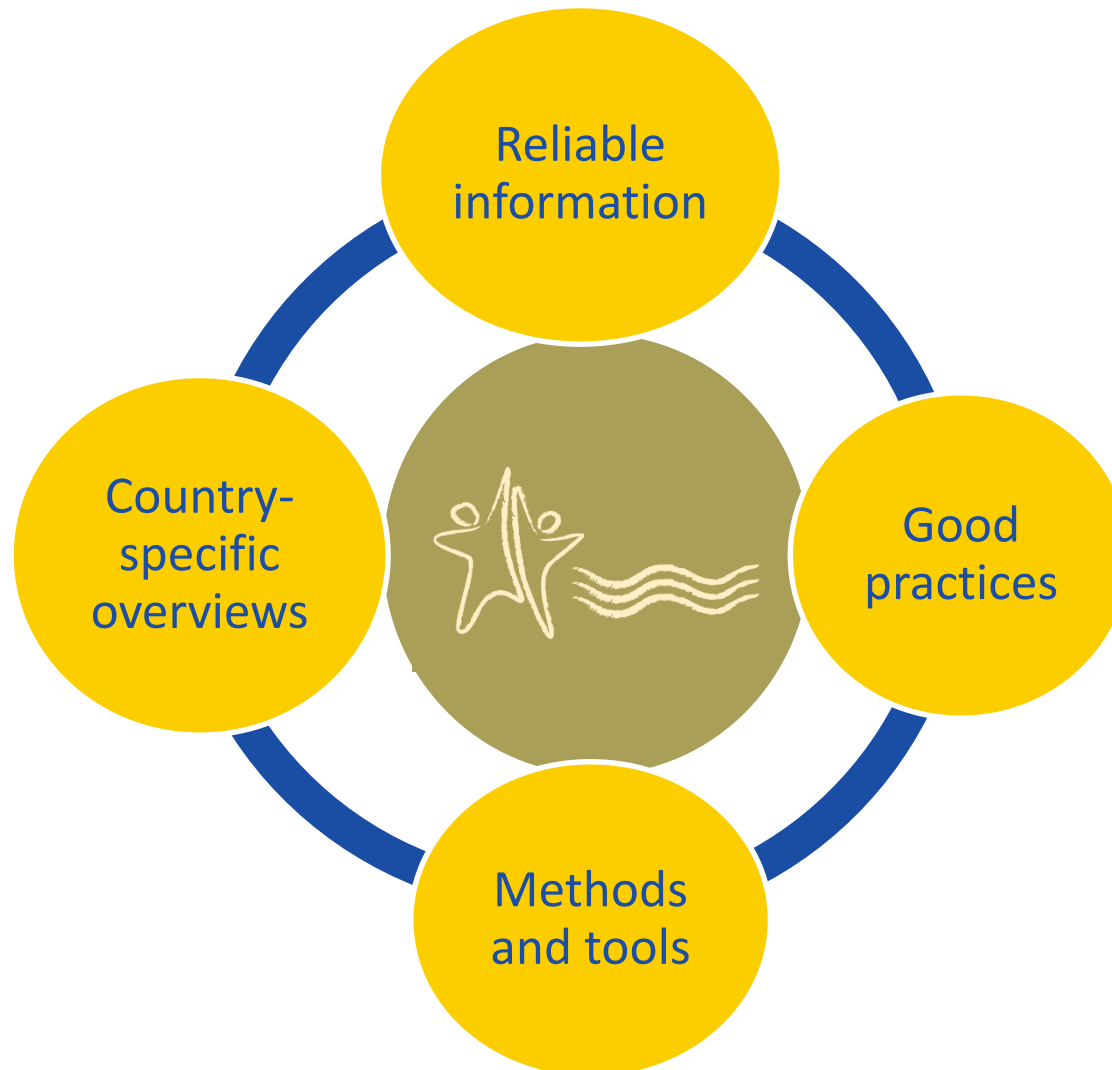 Reliable
information
Country-
specific
overviews
Good
practices
Methods
and tools